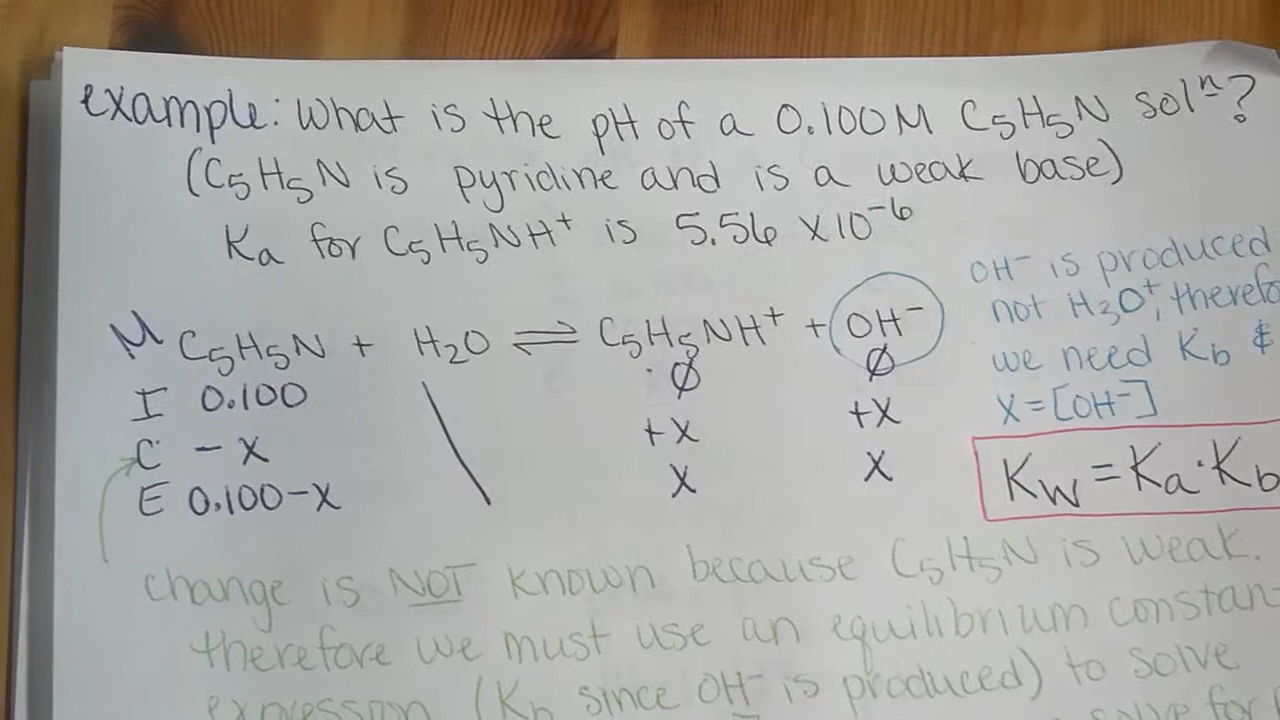 example: What is the pH of a 0.100M C5H5N solⁿ?
(C5H5N is pyridine and is a weak base)
Ka for C5H5NH⁺ is 5.56 x10⁻⁶
OH⁻ is produced
not H3O⁺,
we need Kb &
x=[OH⁻]
M C5H5N + H2O ⇌ C5H5NH⁺ + OH⁻
I 0.100 Ø Ø
C -x +x +x
E 0.100-x x x
Kw = Ka·Kb
change is NOT known because C5H5N is weak.
therefore we must use an equilibrium
(Kb since OH⁻ is produced) to solve
solve for